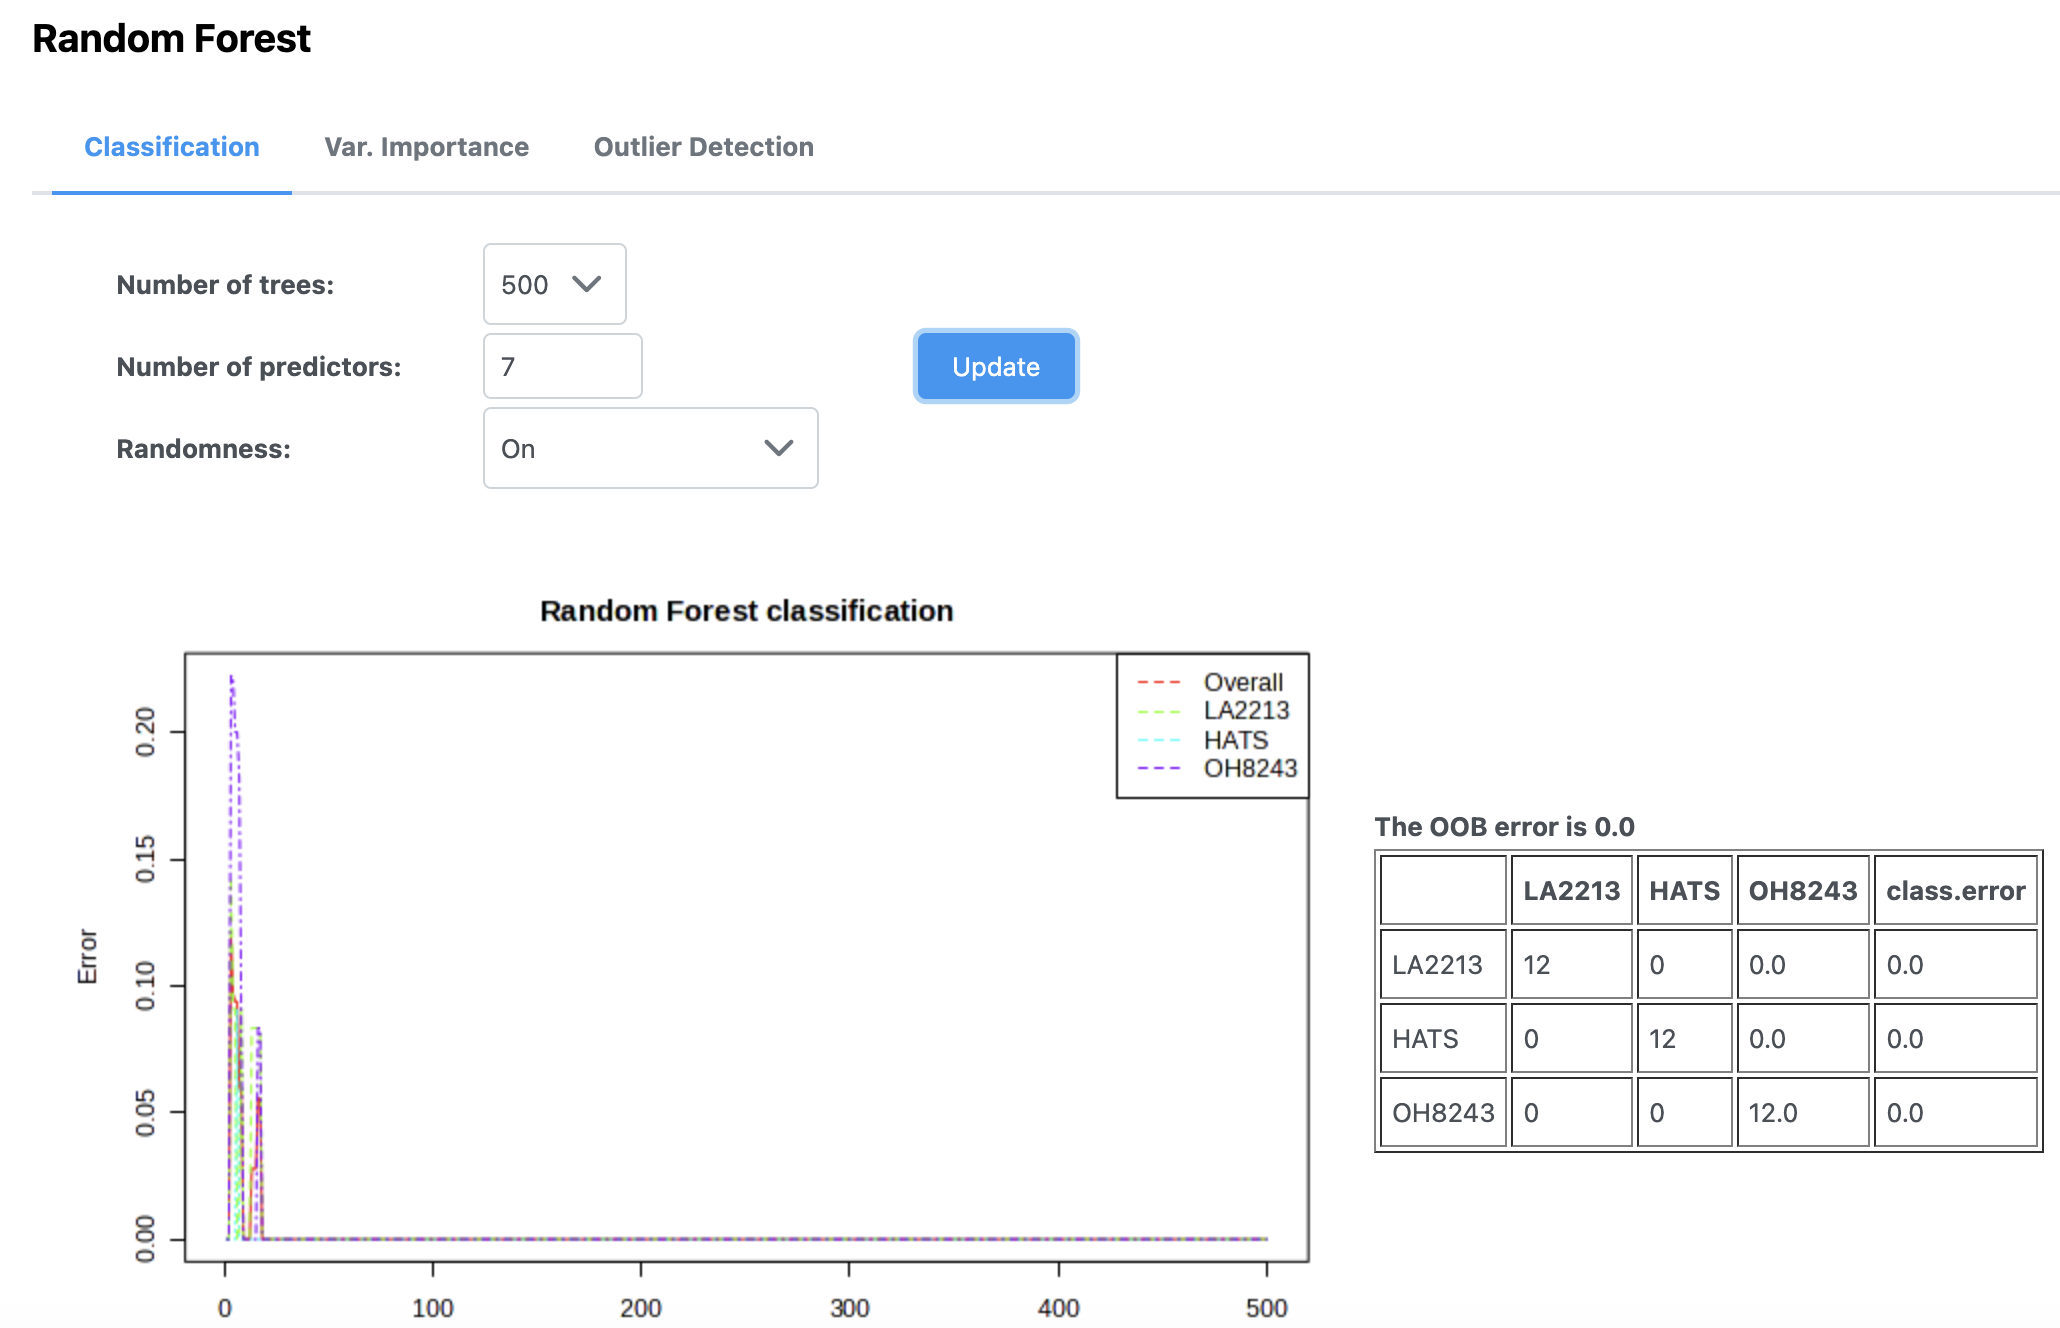 Random Forest
Classification Var. Importance Outlier Detection
Number of trees: 500
Number of predictors: 7 Update
Randomness: On
Random Forest classification
Overall
LA2213
HATS
OH8243
Error
0.20
0.15
0.10
0.05
0.00
0 100 200 300 400 500
The OOB error is 0.0
LA2213 HATS OH8243 class.error
LA2213 12 0 0.0 0.0
HATS 0 12 0.0 0.0
OH8243 0 0 12.0 0.0